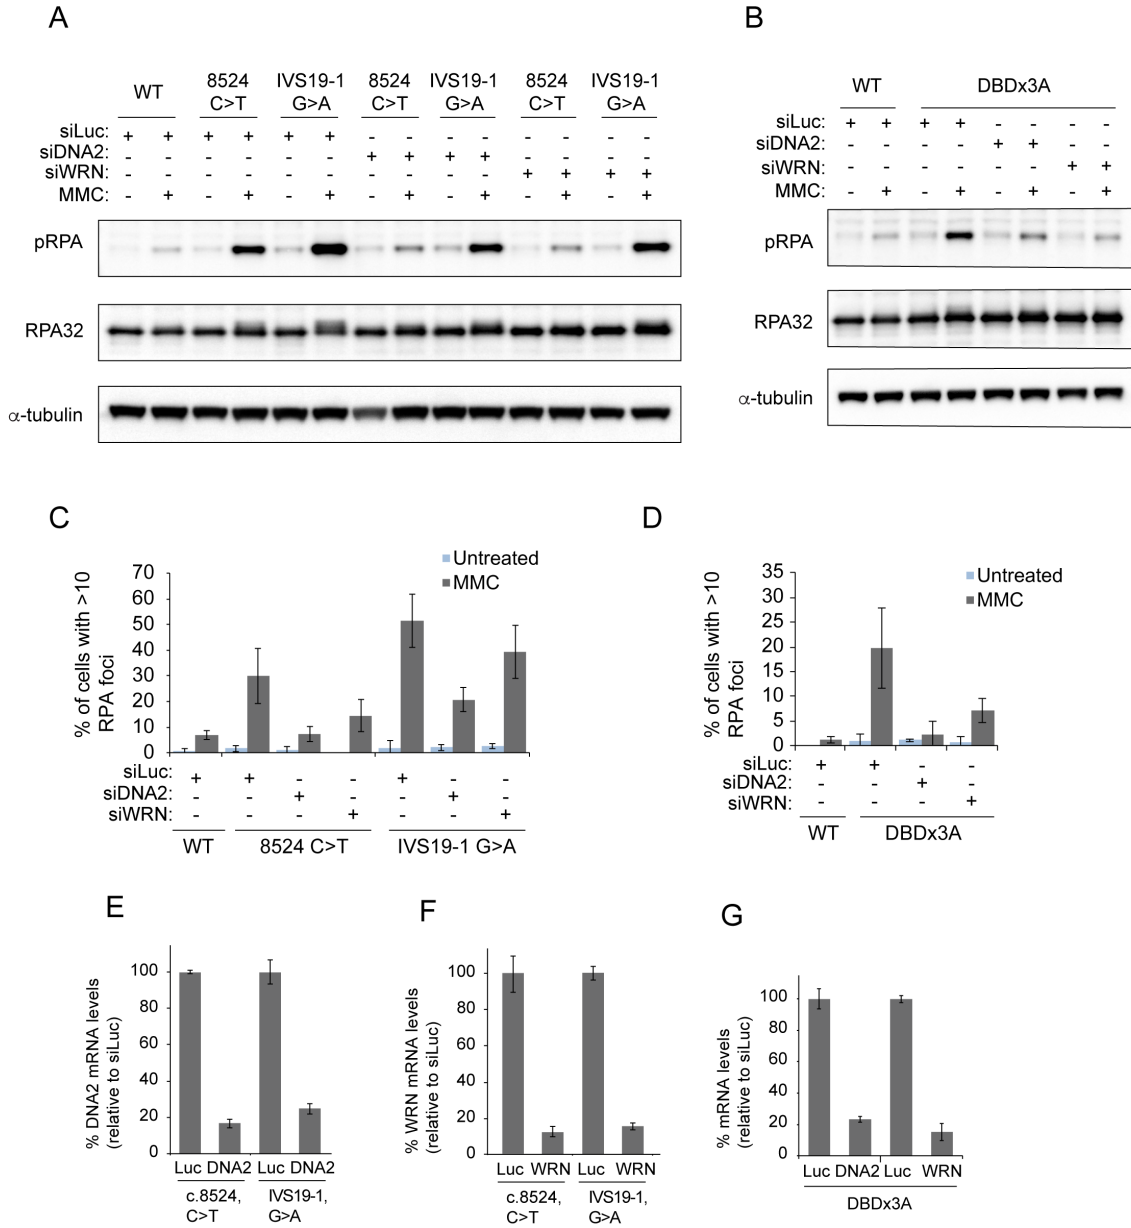 A
WT 8524 C>T IVS19-1 G>A 8524 C>T IVS19-1 G>A 8524 C>T IVS19-1 G>A
siLuc: + + + + + + - - - - - - - -
siDNA2: - - - - - - + + + + - - - -
siWRN: - - - - - - - - - - + + + +
MMC: - + - + - + - + - + - + - +
pRPA
RPA32
α-tubulin
B
WT DBDx3A
siLuc: + + + + - - - -
siDNA2: - - - - + + - -
siWRN: - - - - - - + +
MMC: - + - + - + - +
pRPA
RPA32
α-tubulin
C
% of cells with >10
RPA foci
Untreated
MMC
70
60
50
40
30
20
10
0
siLuc: + + - - + - -
siDNA2: - - + - - + -
siWRN: - - - + - - +
WT 8524 C>T IVS19-1 G>A
D
% of cells with >10
RPA foci
Untreated
MMC
35
30
25
20
15
10
5
0
siLuc: + + - -
siDNA2: - - + -
siWRN: - - - +
WT DBDx3A
E
% DNA2 mRNA levels
(relative to siLuc)
100
80
60
40
20
0
Luc DNA2 Luc DNA2
c.8524, IVS19-1,
C>T G>A
F
% WRN mRNA levels
(relative to siLuc)
100
80
60
40
20
0
Luc WRN Luc WRN
c.8524, IVS19-1,
C>T G>A
G
% mRNA levels
(relative to siLuc)
100
80
60
40
20
0
Luc DNA2 Luc WRN
DBDx3A